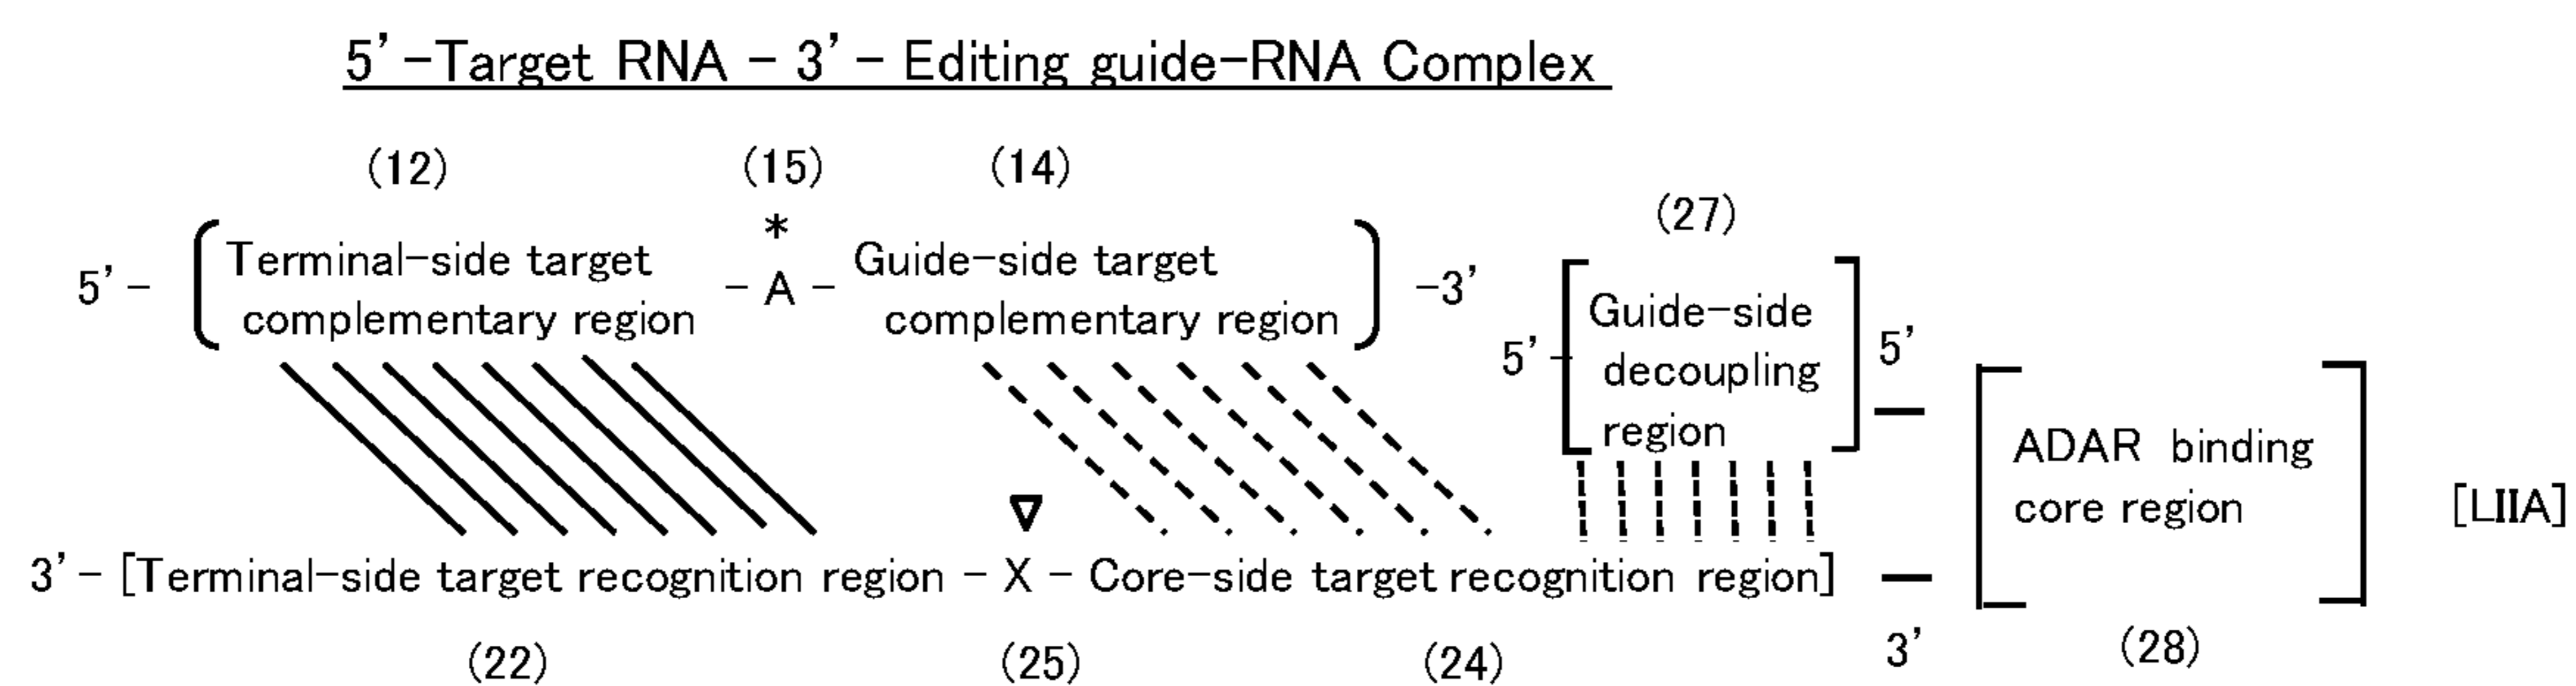 5’-Target RNA - 3’- Editing guide-RNA Complex
(12) (15) (14)
(27)
*
5’- Terminal-side target complementary region - A - Guide-side target complementary region -3’
5’- [Guide-side decoupling region] 5’
[ADAR binding core region]
[LIIA]
3’- [Terminal-side target recognition region - X - Core-side target recognition region]
3’
(22) (25) (24) (28)